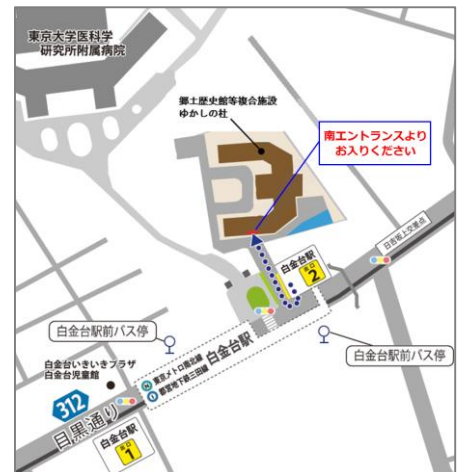 東京大学医科学
研究所附属病院
郷土歴史館等複合施設
ゆかしの杜
南エントランスより
お入りください
日吉坂上交差点
白金台駅
出口
2
白金台駅前バス停
白金台駅
白金台駅前バス停
白金台いきいきプラザ
白金台児童館
N 東京メトロ南北線
I 都営地下鉄三田線
312
目黒通り
白金台駅
出口
1